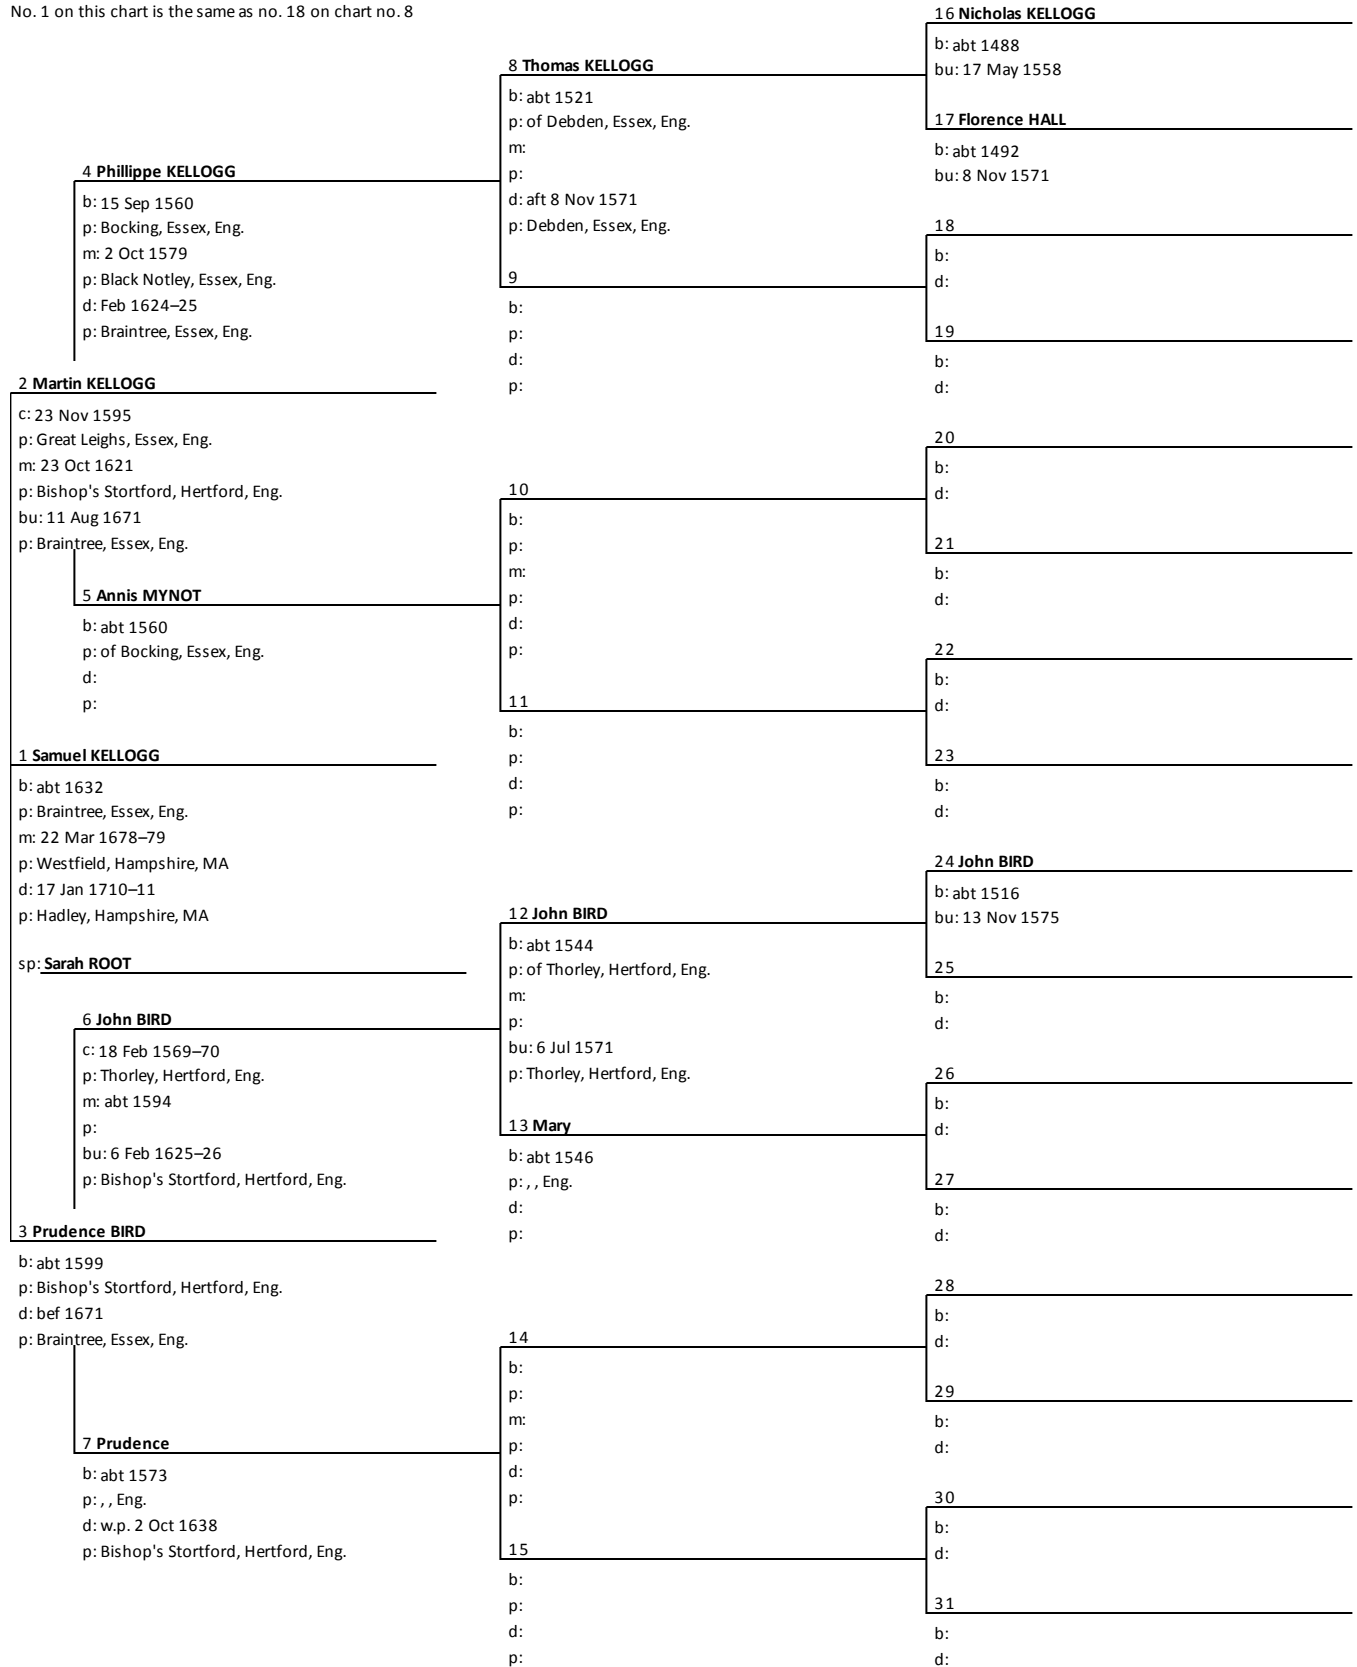 No. 1 on this chart is the same as no. 18 on chart no. 8
16 Nicholas KELLOGG
b: abt 1488
bu: 17 May 1558
8 Thomas KELLOGG
b: abt 1521
p: of Debden, Essex, Eng.
m:
p:
d: aft 8 Nov 1571
p: Debden, Essex, Eng.
17 Florence HALL
b: abt 1492
bu: 8 Nov 1571
4 Phillippe KELLOGG
b: 15 Sep 1560
p: Bocking, Essex, Eng.
m: 2 Oct 1579
p: Black Notley, Essex, Eng.
d: Feb 1624–25
p: Braintree, Essex, Eng.
18
b:
d:
9
b:
p:
d:
p:
19
b:
d:
2 Martin KELLOGG
c: 23 Nov 1595
p: Great Leighs, Essex, Eng.
m: 23 Oct 1621
p: Bishop's Stortford, Hertford, Eng.
bu: 11 Aug 1671
p: Braintree, Essex, Eng.
20
b:
d:
10
b:
p:
m:
p:
d:
p:
21
b:
d:
5 Annis MYNOT
b: abt 1560
p: of Bocking, Essex, Eng.
d:
p:
22
b:
d:
11
b:
p:
d:
p:
23
b:
d:
1 Samuel KELLOGG
b: abt 1632
p: Braintree, Essex, Eng.
m: 22 Mar 1678–79
p: Westfield, Hampshire, MA
d: 17 Jan 1710–11
p: Hadley, Hampshire, MA
sp: Sarah ROOT
24 John BIRD
b: abt 1516
bu: 13 Nov 1575
12 John BIRD
b: abt 1544
p: of Thorley, Hertford, Eng.
m:
p:
bu: 6 Jul 1571
p: Thorley, Hertford, Eng.
25
b:
d:
6 John BIRD
c: 18 Feb 1569–70
p: Thorley, Hertford, Eng.
m: abt 1594
p:
bu: 6 Feb 1625–26
p: Bishop's Stortford, Hertford, Eng.
26
b:
d:
13 Mary
b: abt 1546
p: , , Eng.
d:
p:
27
b:
d:
3 Prudence BIRD
b: abt 1599
p: Bishop's Stortford, Hertford, Eng.
d: bef 1671
p: Braintree, Essex, Eng.
28
b:
d:
14
b:
p:
m:
p:
d:
p:
29
b:
d:
7 Prudence
b: abt 1573
p: , , Eng.
d: w.p. 2 Oct 1638
p: Bishop's Stortford, Hertford, Eng.
30
b:
d:
15
b:
p:
d:
p:
31
b:
d: